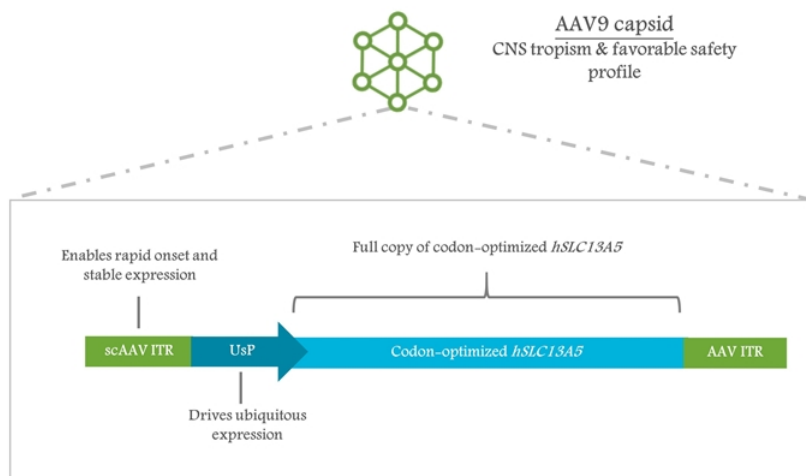 AAV9 capsid
CNS tropism & favorable safety
profile
Enables rapid onset and
stable expression
Full copy of codon-optimized hSLC13A5
scAAV ITR
UsP
Codon-optimized hSLC13A5
AAV ITR
Drives ubiquitous
expression